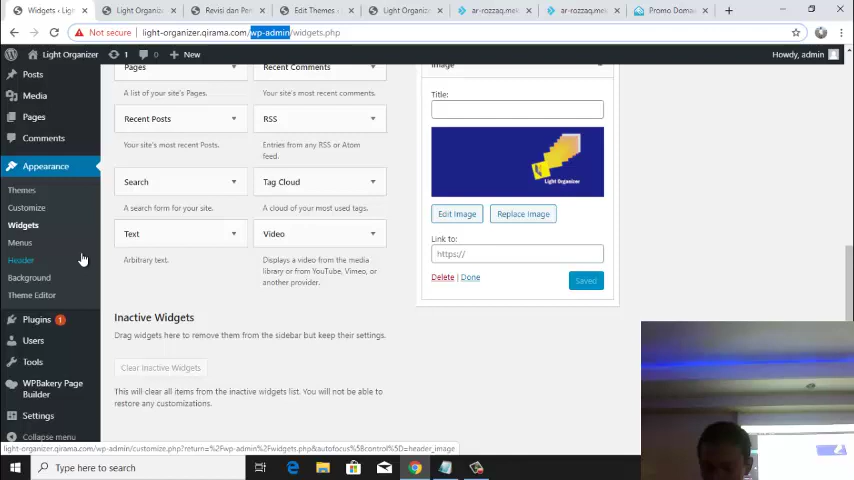 Widgets ‹ Li
Light Organiz
Revisi dan Per
Edit Themes
Light Organiz
ar-rozzaq.mek
ar-rozzaq.mek
Promo Domai
Not secure
light-organizer.qirama.com/wp-admin/widgets.php
Light Organizer
1
0
New
Howdy, admin
Posts
Media
Pages
Comments
Appearance
Themes
Customize
Widgets
Menus
Header
Background
Theme Editor
Plugins 1
Users
Tools
WPBakery Page
Builder
Settings
Collapse menu
Pages
A list of your site's Pages.
Recent Comments
Your site's most recent comments.
Recent Posts
Your site's most recent Posts.
RSS
Entries from any RSS or Atom
feed.
Search
A search form for your site.
Tag Cloud
A cloud of your most used tags.
Text
Arbitrary text.
Video
Displays a video from the media
library or from YouTube, Vimeo, or
another provider.
Inactive Widgets
Drag widgets here to remove them from the sidebar but keep their settings.
Clear Inactive Widgets
This will clear all items from the inactive widgets list. You will not be able to
restore any customizations.
Image
Title:
Light Organizer
Edit Image
Replace Image
Link to:
https://
Delete | Done
Saved
light-organizer.qirama.com/wp-admin/customize.php?return=%2Fwp-admin%2Fwidgets.php&autofocus%5Bcontrol%5D=header_image
Type here to search